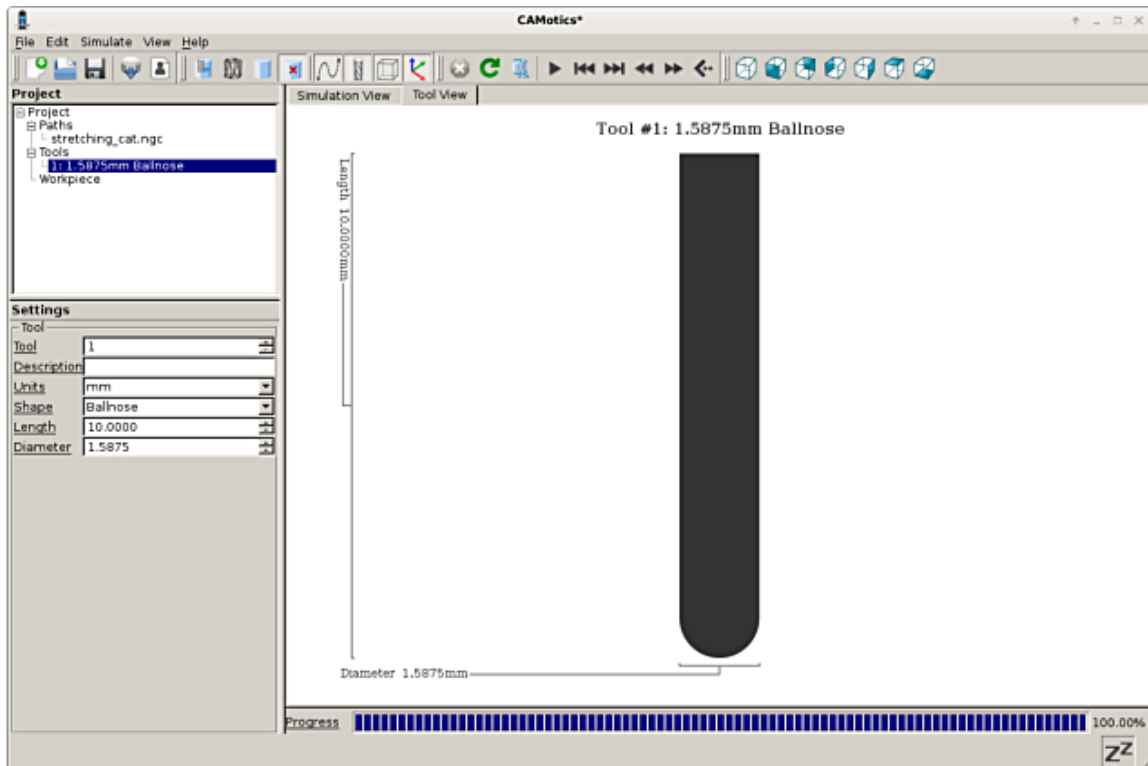 CAMotics*
File Edit Simulate View Help
Project
Project
Paths
stretching_cat.ngc
Tools
1: 1.5875mm Ballnose
Workpiece
Settings
Tool
Tool 1
Description
Units mm
Shape Ballnose
Length 10.0000
Diameter 1.5875
Simulation View Tool View
Tool #1: 1.5875mm Ballnose
Length 10.0000mm
Diameter 1.5875mm
Progress 100.00%
zZ